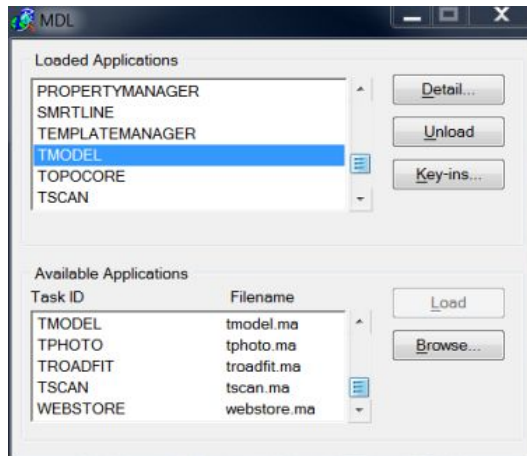 MDL
Loaded Applications
PROPERTYMANAGER
SMRTLINE
TEMPLATEMANAGER
TMODEL
TOPOCORE
TSCAN
Detail...
Unload
Key-ins...
Available Applications
Task ID Filename
TMODEL tmodel.ma
TPHOTO tphoto.ma
TROADFIT troadfit.ma
TSCAN tscan.ma
WEBSTORE webstore.ma
Load
Browse...